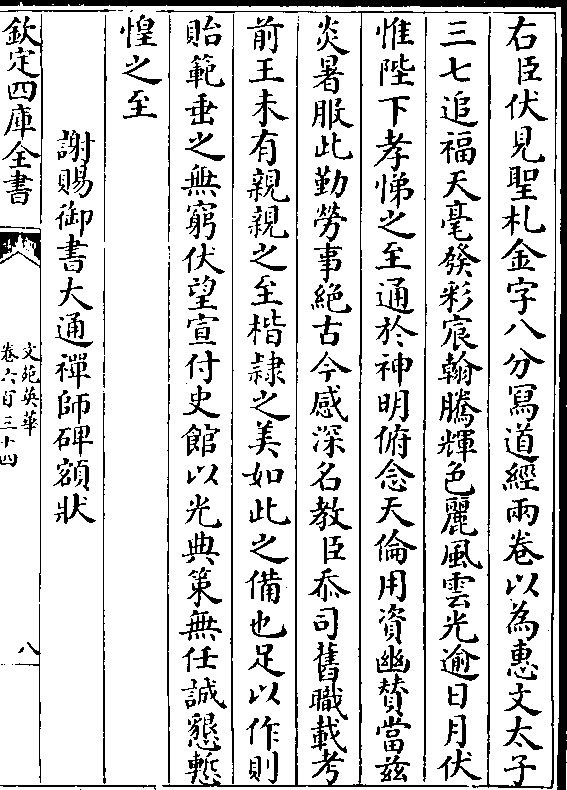 右臣伏見聖札金字八分寫道經兩卷以為惠文太子
三七追福天毫發彩宸翰騰輝色麗風雲光逾日月伏
惟陛下孝悌之至通於神明俯念天倫用資幽贊當兹
炎暑服此勤勞事絶古今感深名教臣忝司舊職載考
前王未有親親之至楷隷之美如此之備也足以作則
貽範垂之無窮伏望宣付史館以光典策無任誠懇慙
惶之至
謝賜御書大通禪師碑額狀
欽定四庫全書
文苑英華
卷六百三十四
八